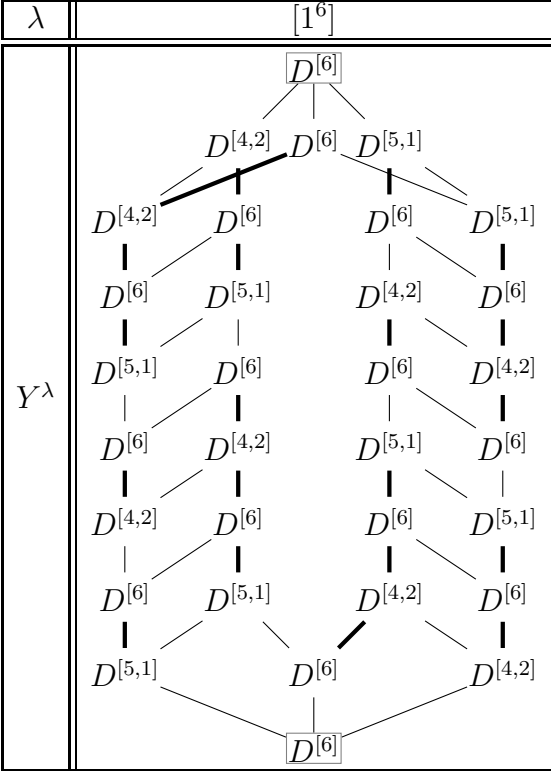 λ [1^6]
D^[6]
D^[4,2] D^[6] D^[5,1]
D^[4,2] D^[6] D^[6] D^[5,1]
D^[6] D^[5,1] D^[4,2] D^[6]
Y^λ D^[5,1] D^[6] D^[6] D^[4,2]
D^[6] D^[4,2] D^[5,1] D^[6]
D^[4,2] D^[6] D^[6] D^[5,1]
D^[6] D^[5,1] D^[4,2] D^[6]
D^[5,1] D^[6] D^[4,2]
D^[6]